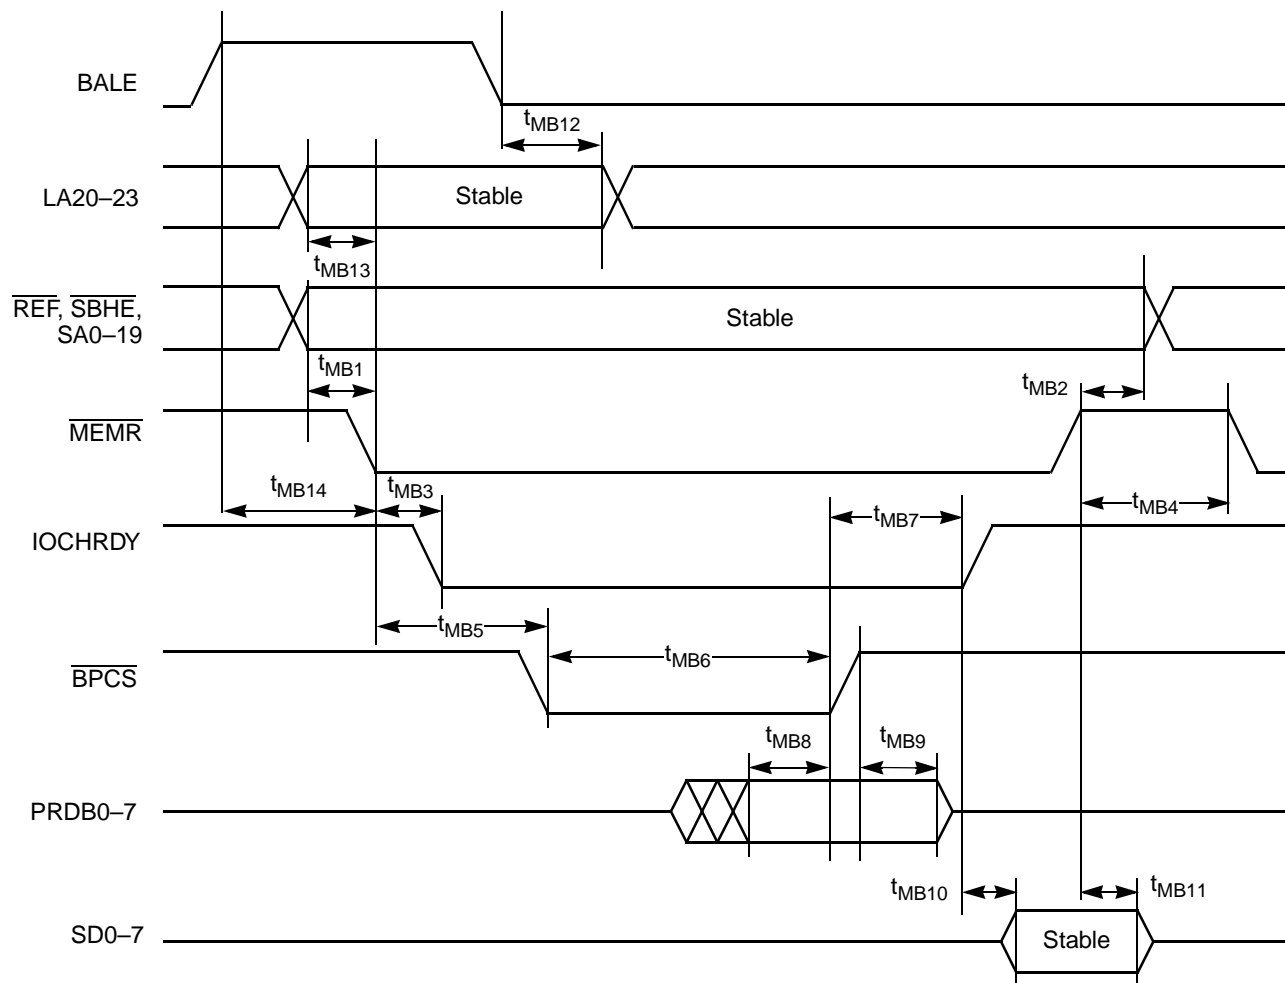 BALE
tMB12
LA20–23
Stable
tMB13
REF, SBHE,
SA0–19
Stable
tMB1
tMB2
MEMR
tMB14
tMB3
tMB4
tMB7
IOCHRDY
tMB5
tMB6
BPCS
tMB8
tMB9
PRDB0–7
tMB10
tMB11
SD0–7
Stable